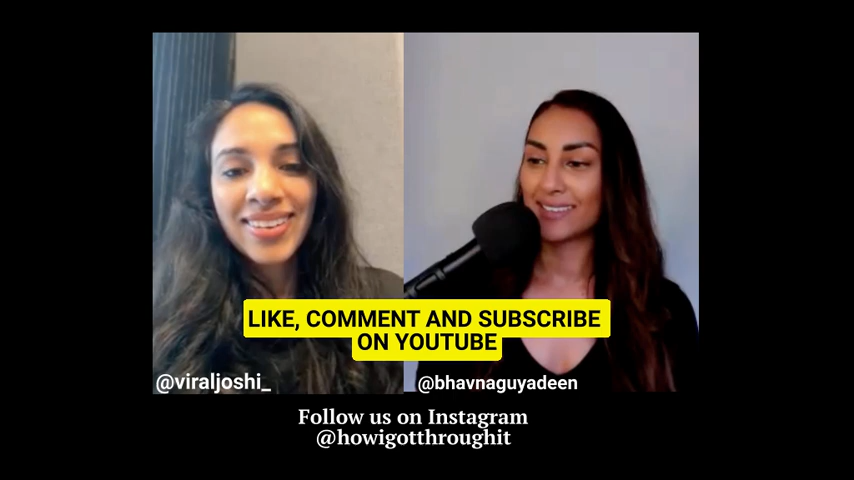 LIKE, COMMENT AND SUBSCRIBE
ON YOUTUBE
@viraljoshi_
@bhavnaguyadeen
Follow us on Instagram
@howigotthroughit